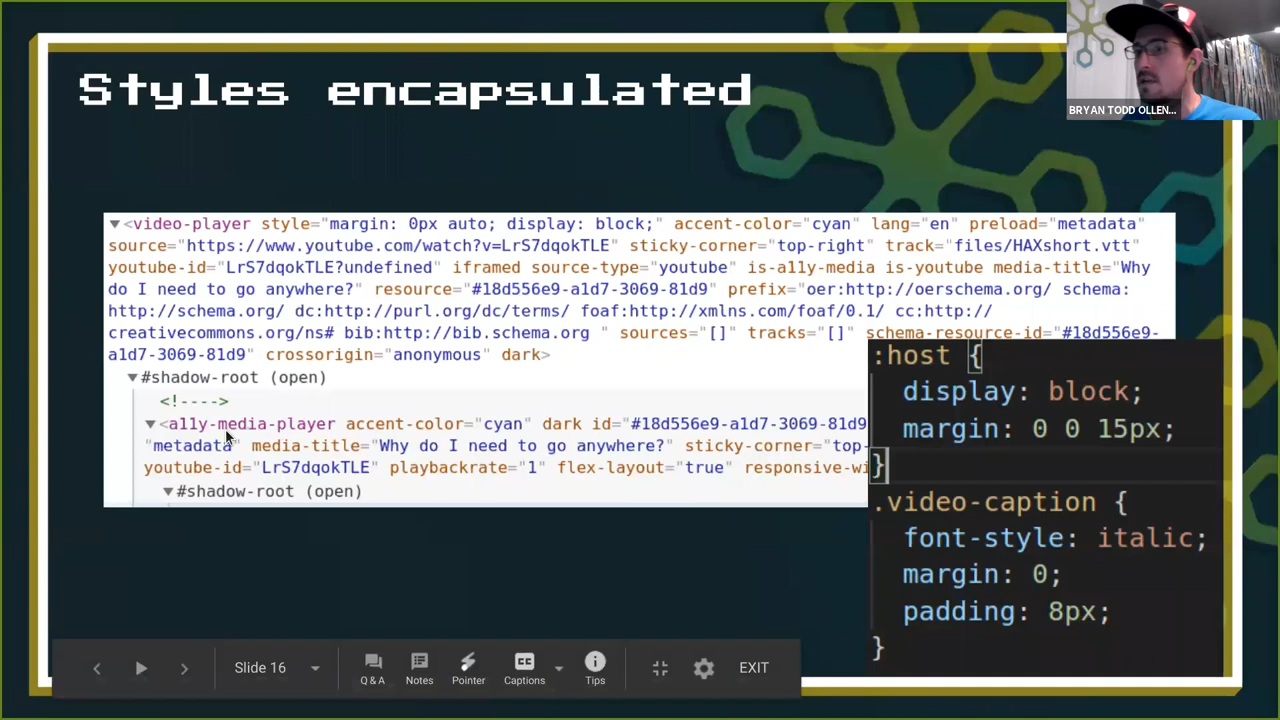 Styles encapsulated
BRYAN TODD OLLEN...
▼<video-player style="margin: 0px auto; display: block;" accent-color="cyan" lang="en" preload="metadata"
source="https://www.youtube.com/watch?v=LrS7dqokTLE" sticky-corner="top-right" track="files/HAXshort.vtt"
youtube-id="LrS7dqokTLE?undefined" iframed source-type="youtube" is-a11y-media is-youtube media-title="Why
do I need to go anywhere?" resource="#18d556e9-a1d7-3069-81d9" prefix="oer:http://oerschema.org/ schema:
http://schema.org/ dc:http://purl.org/dc/terms/ foaf:http://xmlns.com/foaf/0.1/ cc:http://
creativecommons.org/ns# bib:http://bib.schema.org " sources="[]" tracks="[]" schema-resource-id="#18d556e9-
a1d7-3069-81d9" crossorigin="anonymous" dark>
▼#shadow-root (open)
<!---->
▼<a11y-media-player accent-color="cyan" dark id="#18d556e9-a1d7-3069-81d9
"metadata" media-title="Why do I need to go anywhere?" sticky-corner="top-
youtube-id="LrS7dqokTLE" playbackrate="1" flex-layout="true" responsive-wi
▼#shadow-root (open)
:host {
display: block;
margin: 0 0 15px;
}
.video-caption {
font-style: italic;
margin: 0;
padding: 8px;
}
Slide 16
Q & A
Notes
Pointer
Captions
Tips
EXIT